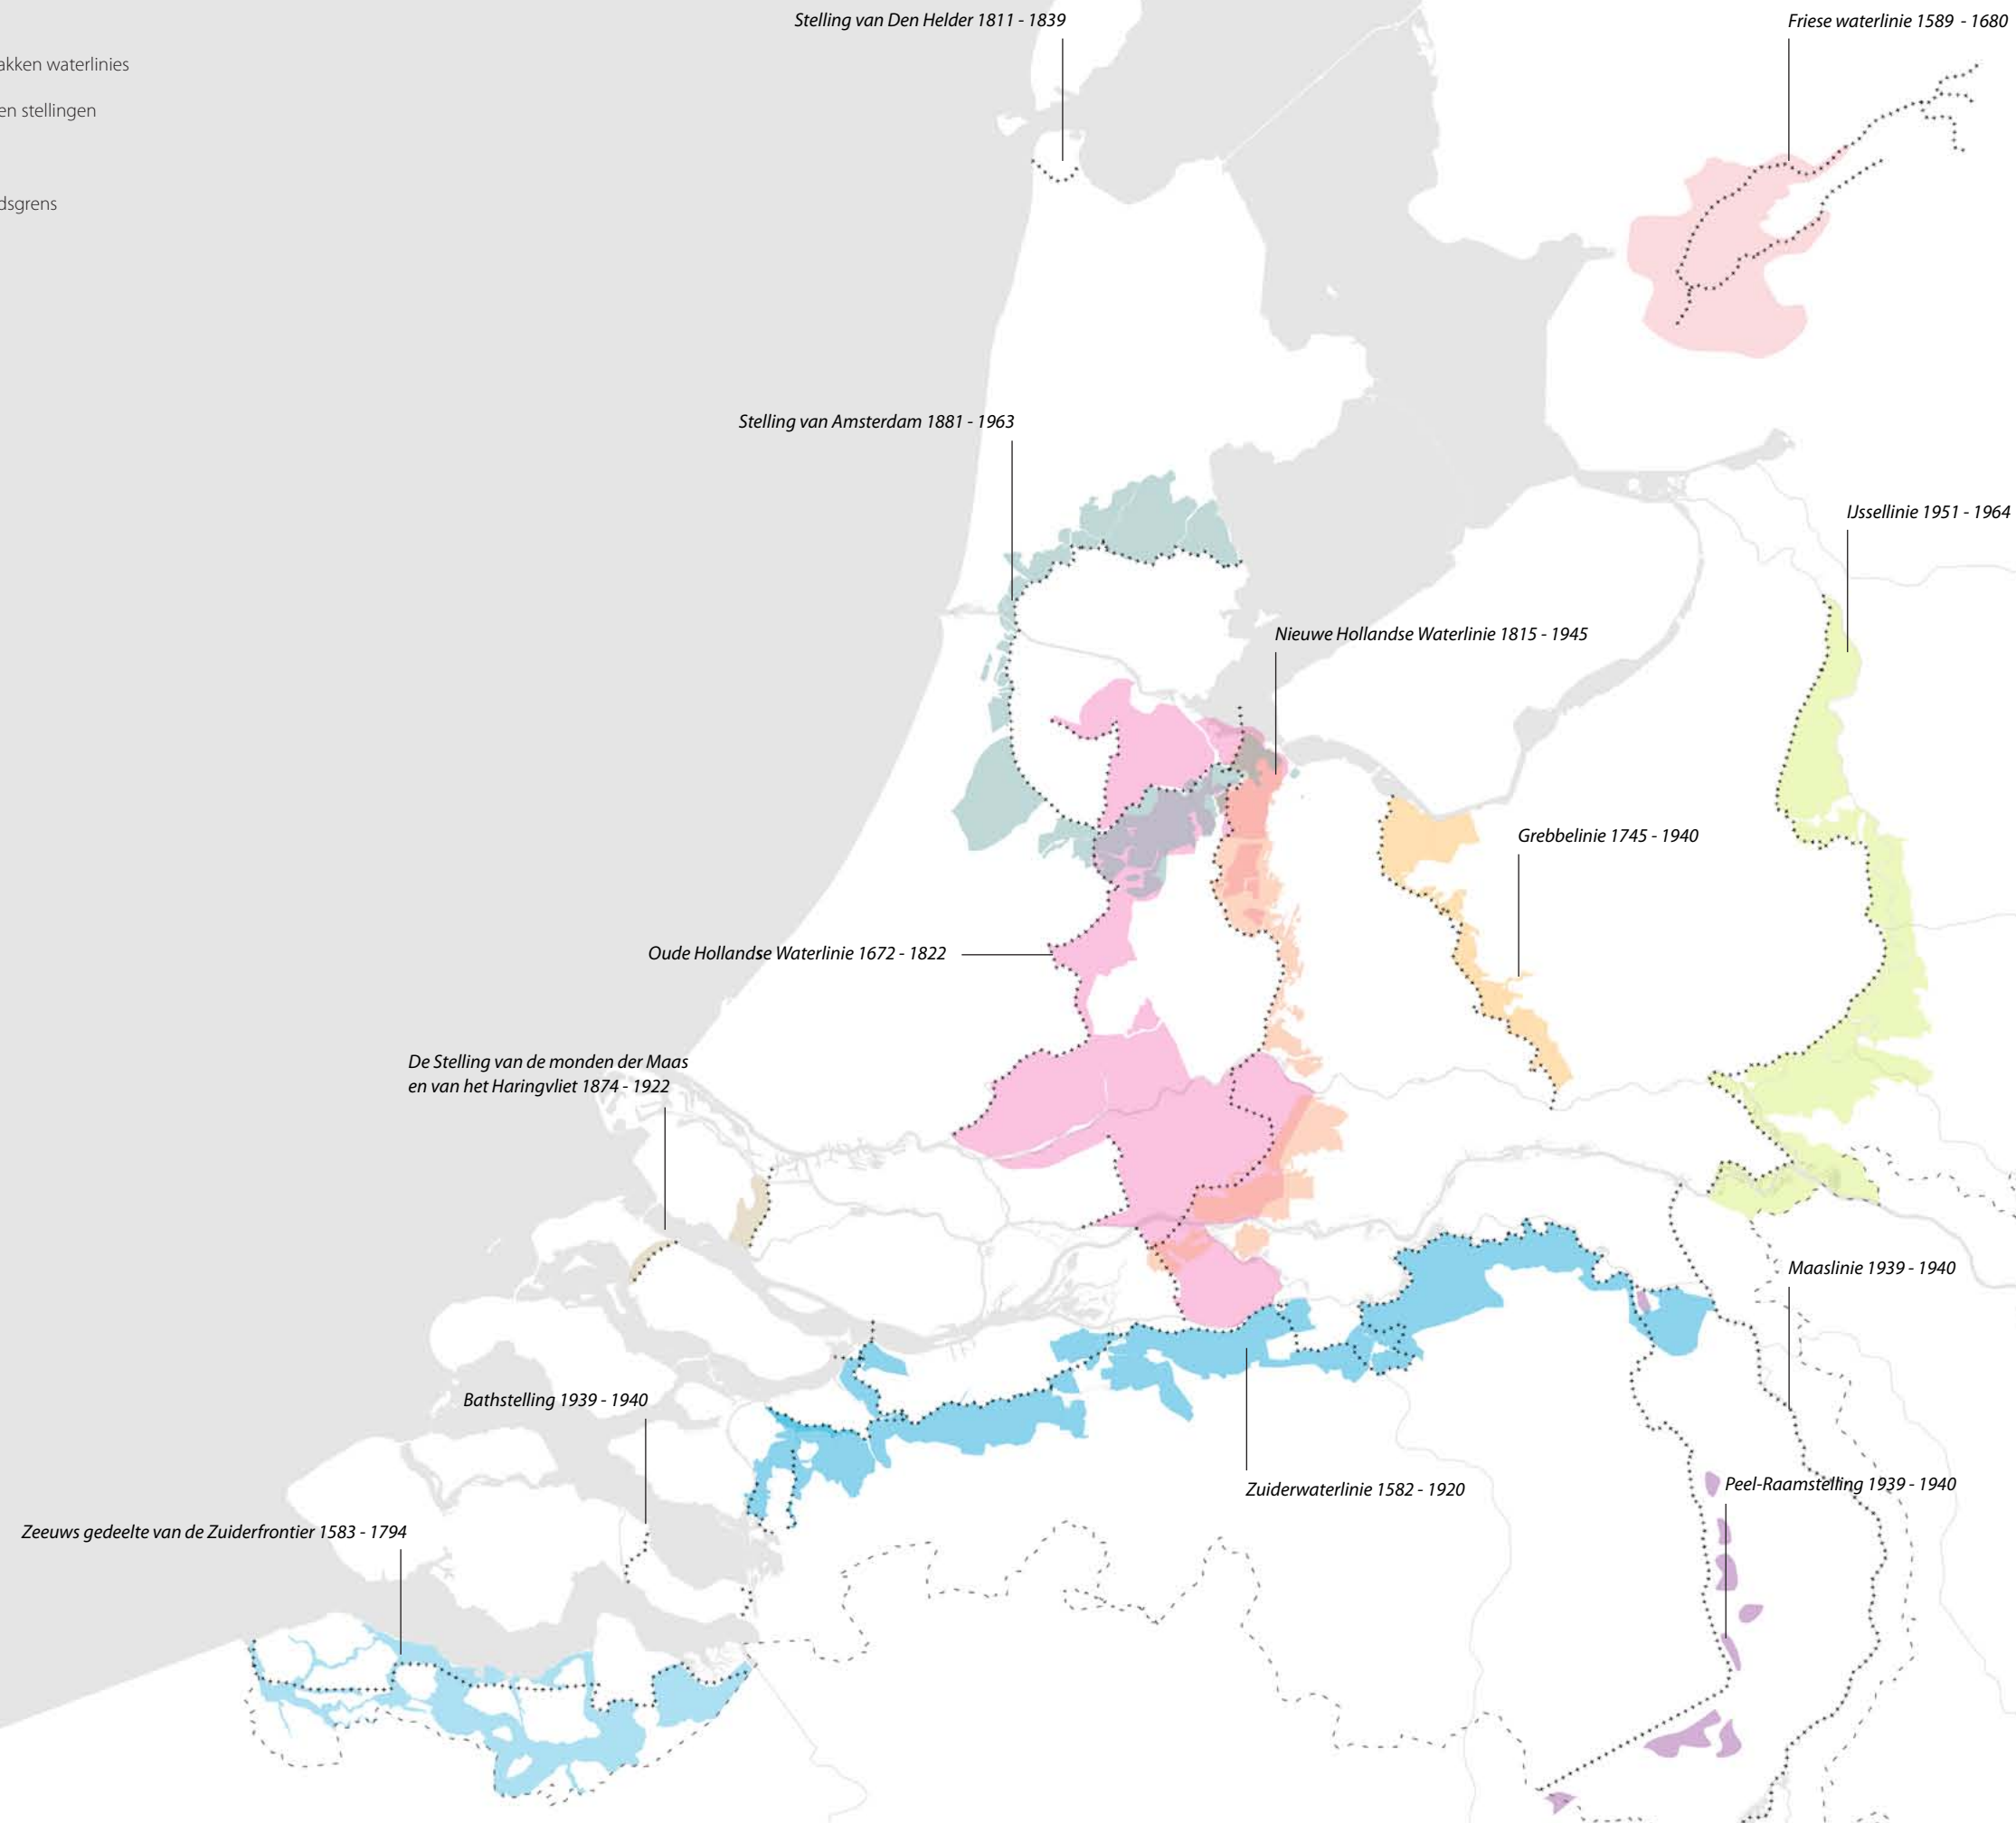 akken waterlinies
en stellingen
dsgrens
Stelling van Den Helder 1811 - 1839
Friese waterlinie 1589 - 1680
Stelling van Amsterdam 1881 - 1963
IJssellinie 1951 - 1964
Nieuwe Hollandse Waterlinie 1815 - 1945
Grebbelinie 1745 - 1940
Oude Hollandse Waterlinie 1672 - 1822
De Stelling van de monden der Maas
en van het Haringvliet 1874 - 1922
Maaslinie 1939 - 1940
Bathstelling 1939 - 1940
Peel-Raamstelling 1939 - 1940
Zuiderwaterlinie 1582 - 1920
Zeeuws gedeelte van de Zuiderfrontier 1583 - 1794